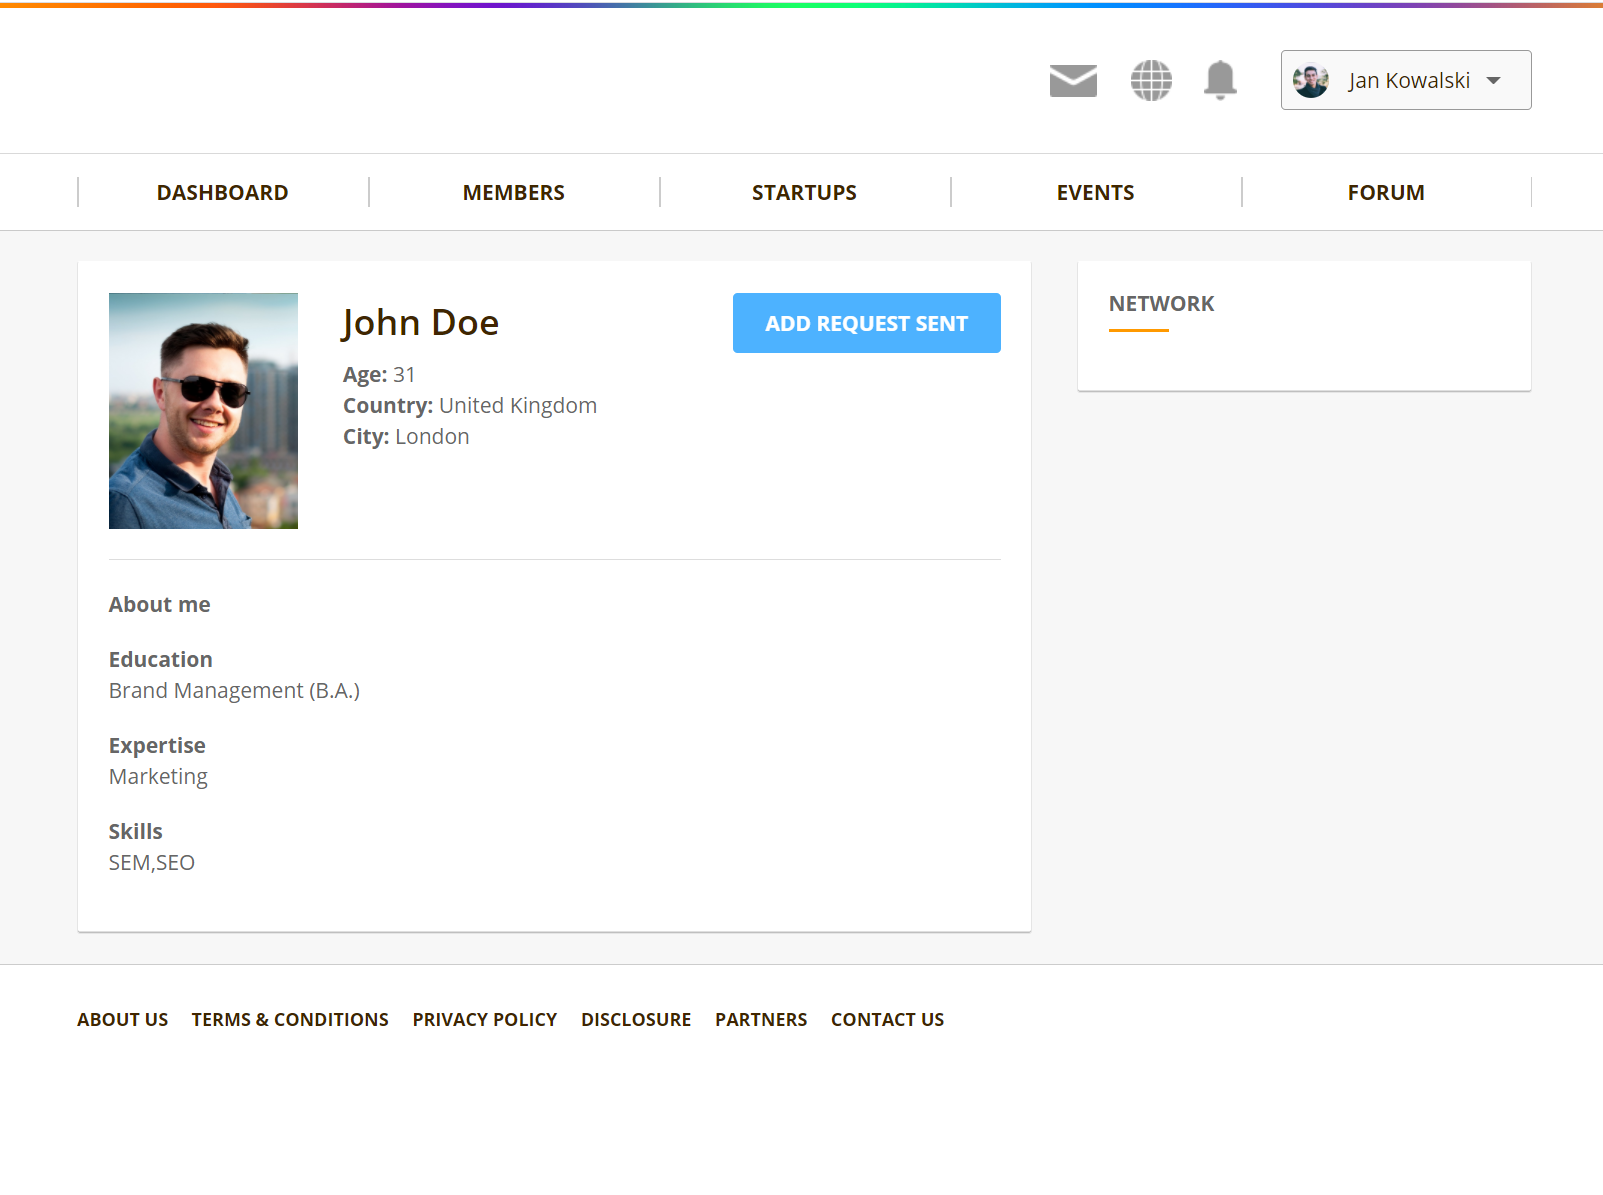 Jan Kowalski
DASHBOARD
MEMBERS
STARTUPS
EVENTS
FORUM
John Doe
ADD REQUEST SENT
Age: 31
Country: United Kingdom
City: London
About me
Education
Brand Management (B.A.)
Expertise
Marketing
Skills
SEM,SEO
NETWORK
ABOUT US
TERMS & CONDITIONS
PRIVACY POLICY
DISCLOSURE
PARTNERS
CONTACT US